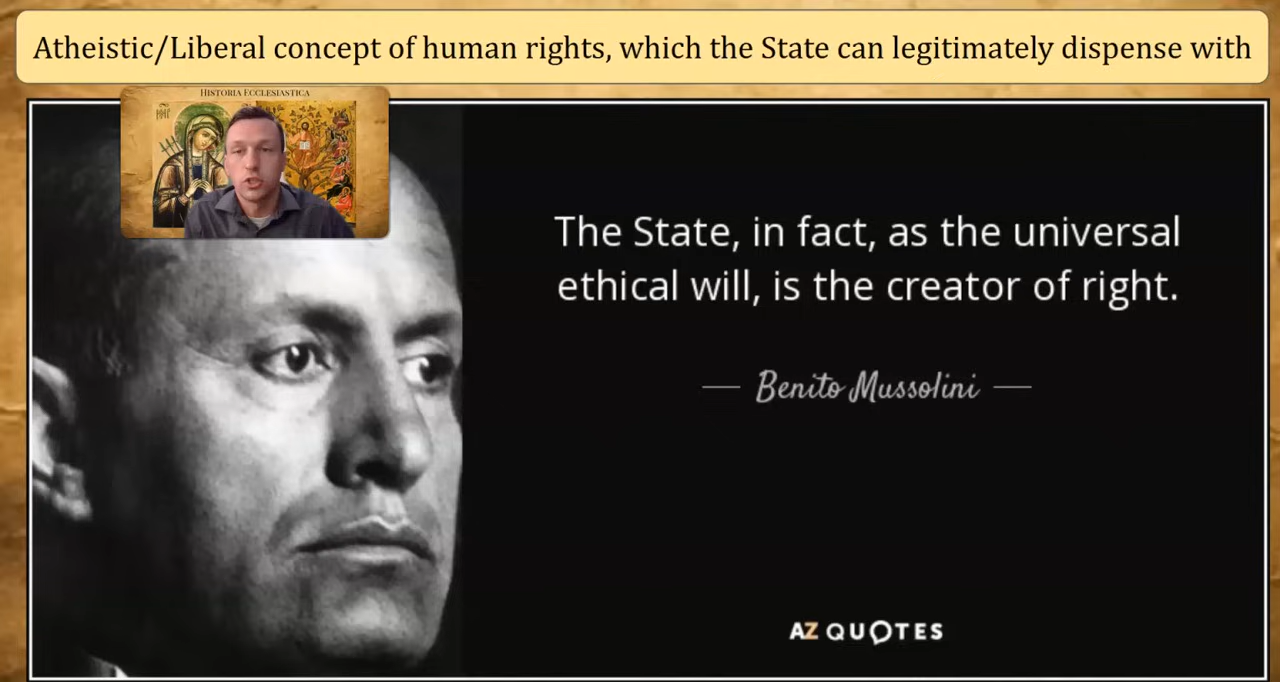 Atheistic/Liberal concept of human rights, which the State can legitimately dispense with
Historia Ecclesiastica
The State, in fact, as the universal
ethical will, is the creator of right.
Benito Mussolini
AZ QUOTES